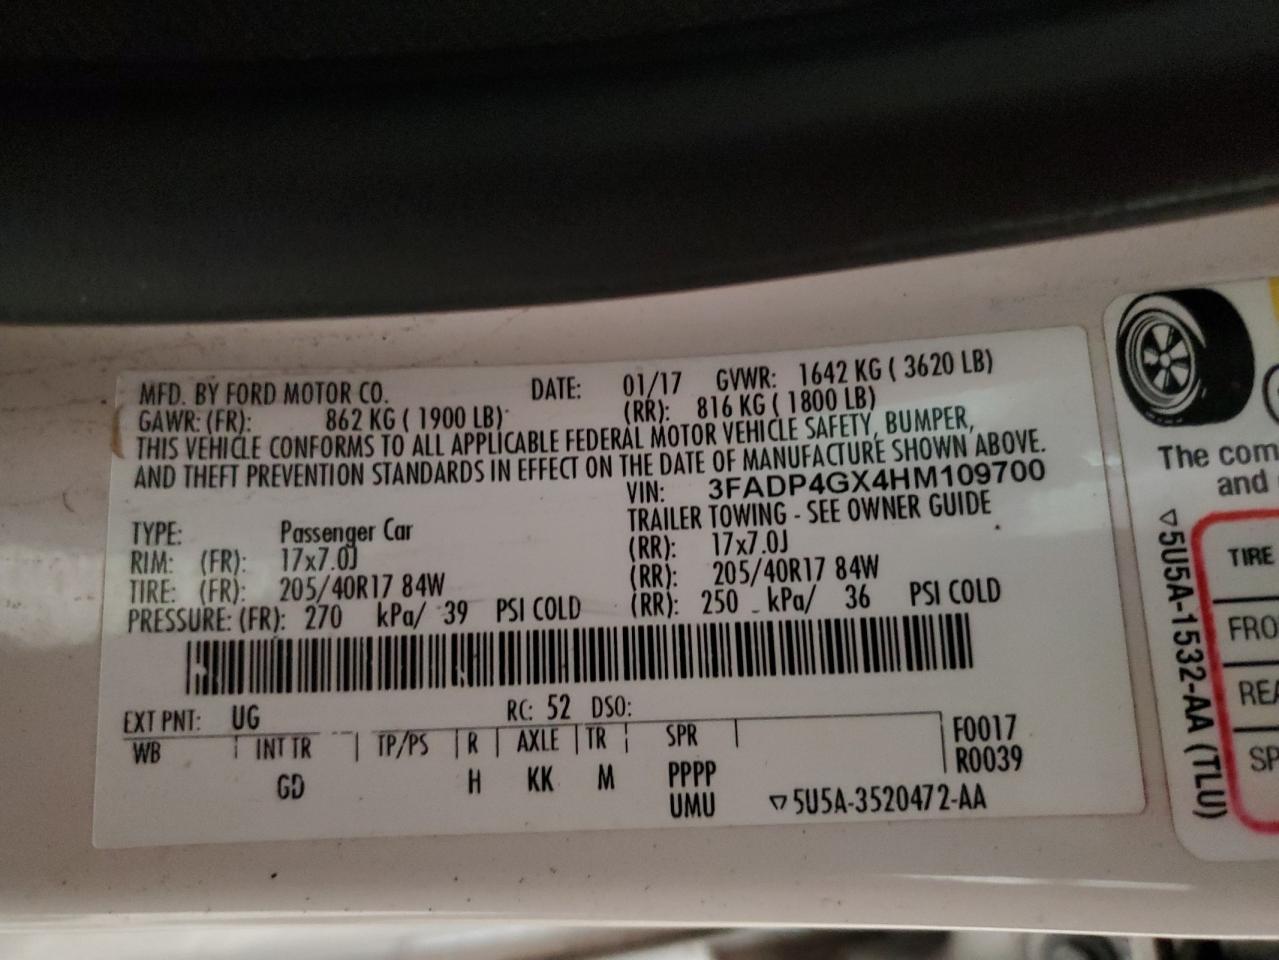 MFD. BY FORD MOTOR CO. DATE: 01/17 GVWR: 1642 KG ( 3620 LB)
GAWR: (FR): 862 KG ( 1900 LB) (RR): 816 KG ( 1800 LB)
THIS VEHICLE CONFORMS TO ALL APPLICABLE FEDERAL MOTOR VEHICLE SAFETY, BUMPER,
AND THEFT PREVENTION STANDARDS IN EFFECT ON THE DATE OF MANUFACTURE SHOWN ABOVE.
VIN: 3FADP4GX4HM109700
TRAILER TOWING - SEE OWNER GUIDE
TYPE: Passenger Car
RIM: (FR): 17x7.0J (RR): 17x7.0J
TIRE: (FR): 205/40R17 84W (RR): 205/40R17 84W
PRESSURE: (FR): 270 kPa/ 39 PSI COLD (RR): 250 kPa/ 36 PSI COLD
EXT PNT: UG RC: 52 DSO:
WB INT TR TP/PS R AXLE TR SPR F0017
GD H KK M PPPP R0039
UMU ▽5U5A-3520472-AA
The com
and
▽5U5A-1532-AA (TLU)
TIRE
FRO
REA
SP